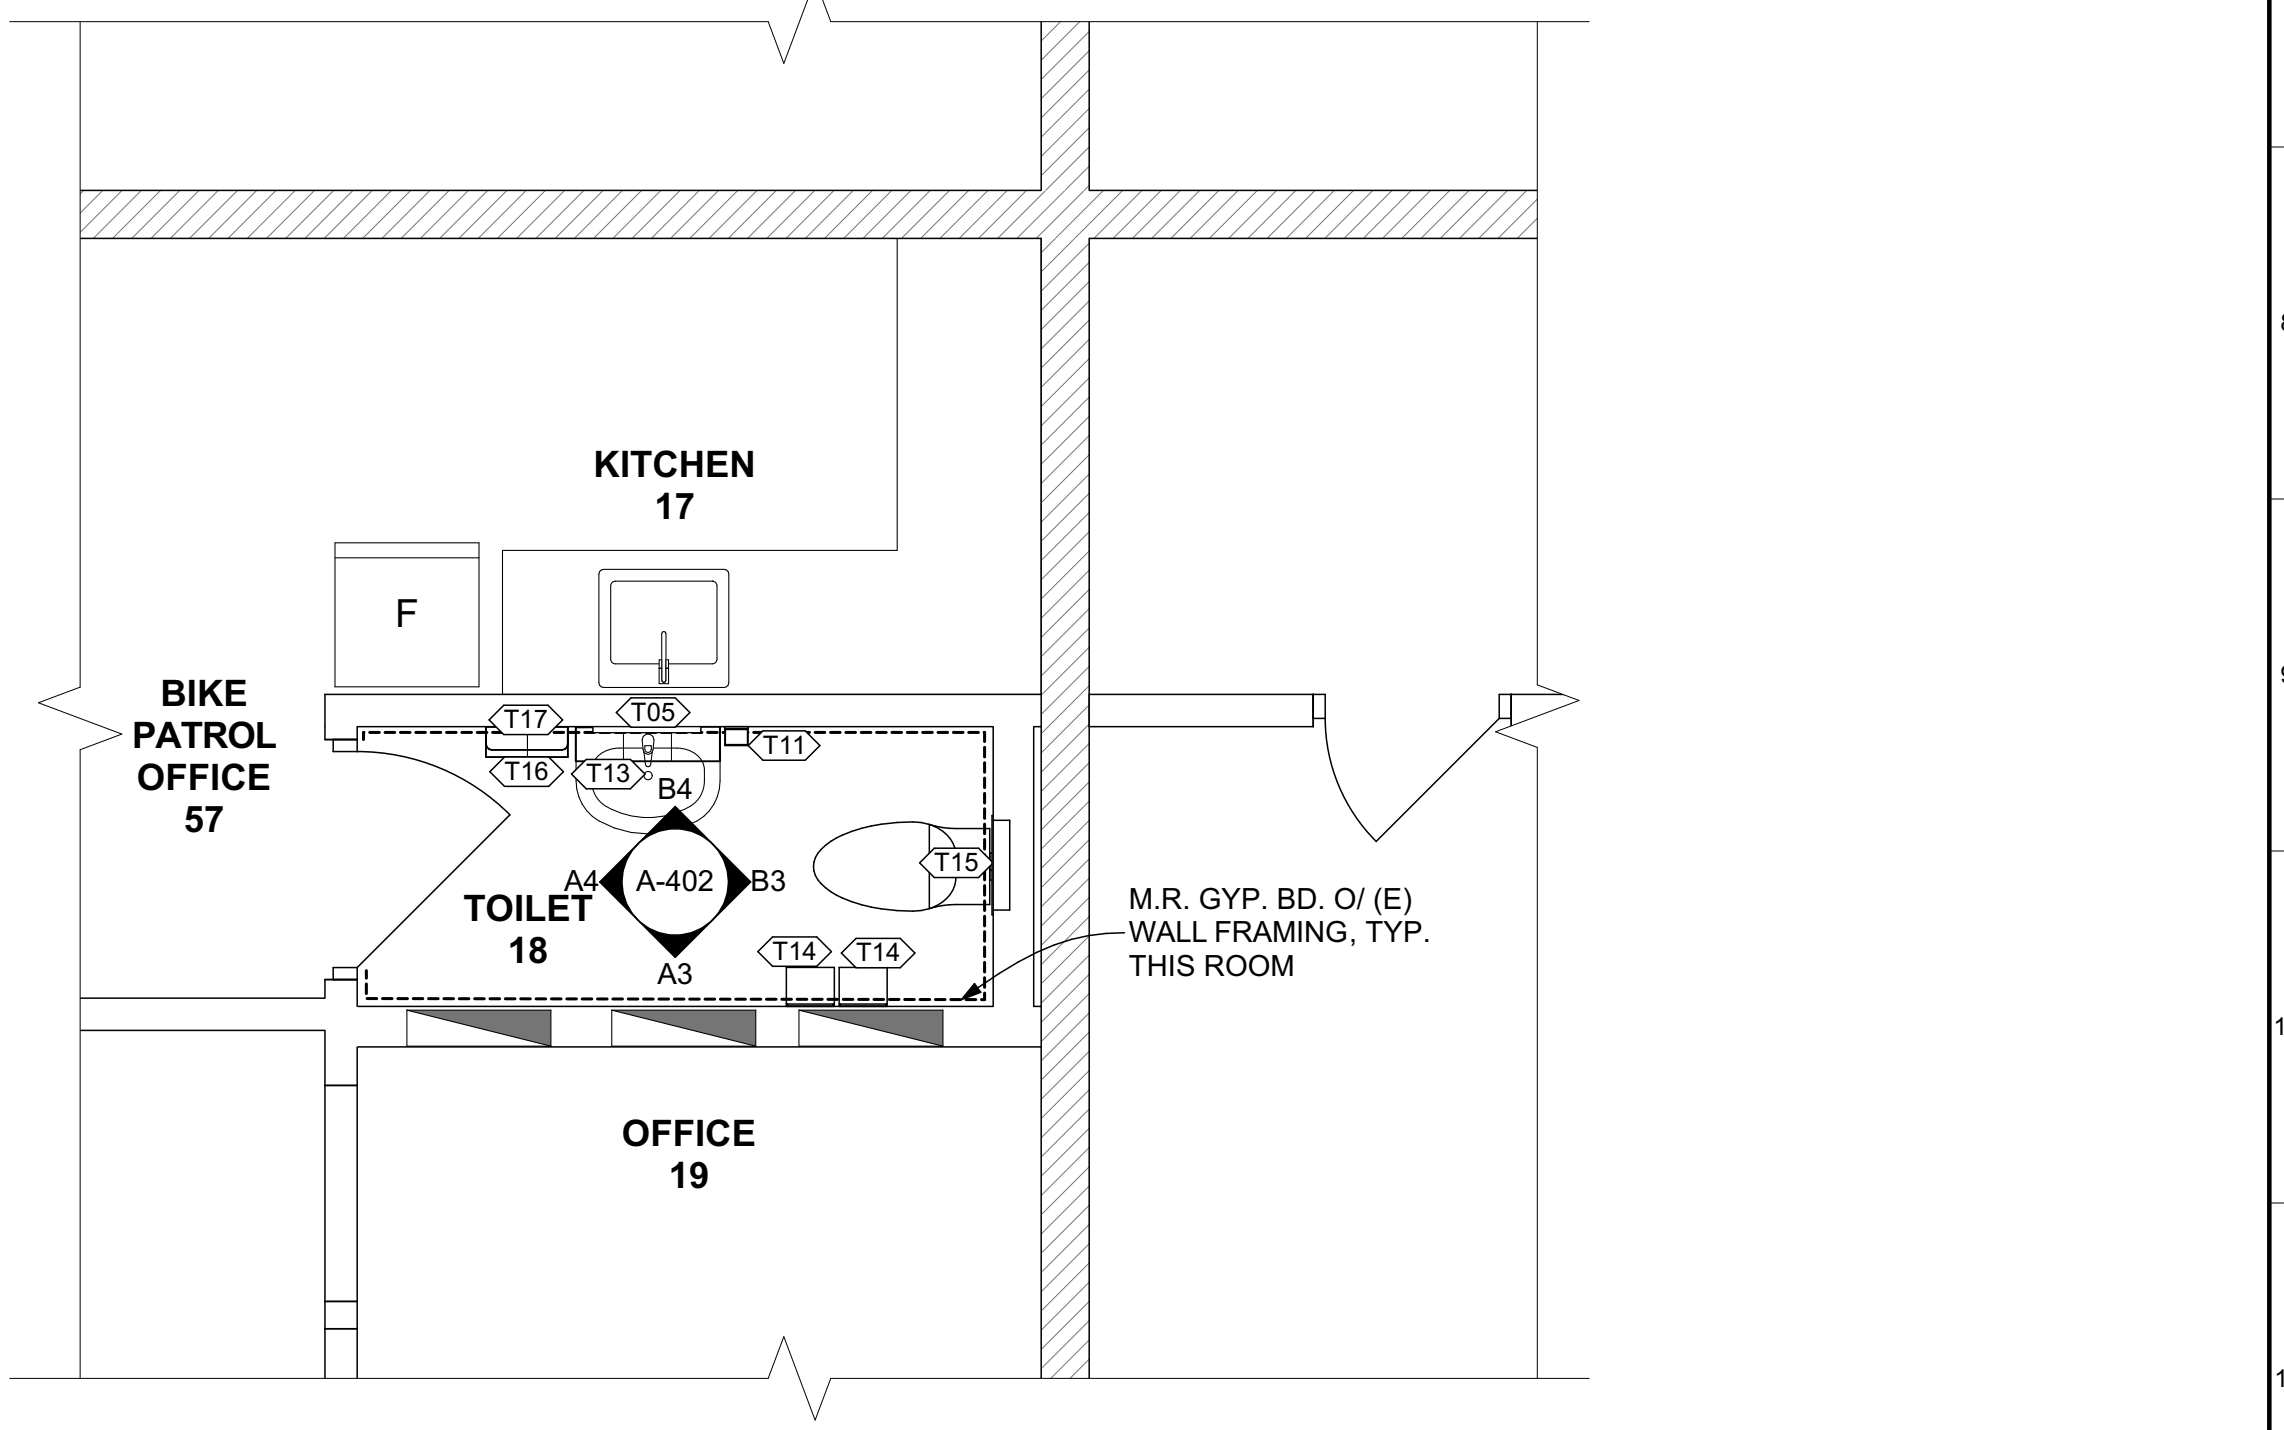 KITCHEN
17
F
BIKE
PATROL
OFFICE
57
T17
T05
T11
T16
T13
B4
T15
A4
A-402
B3
TOILET
18
T14
T14
A3
M.R. GYP. BD. O/ (E)
WALL FRAMING, TYP.
THIS ROOM
OFFICE
19